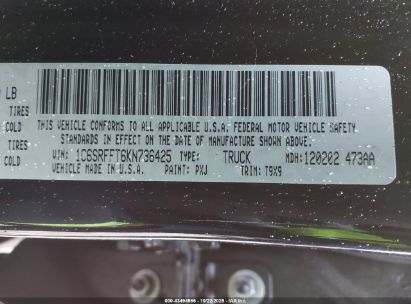 LB
TIRES
COLD
TIRES
COLD
THIS VEHICLE CONFORMS TO ALL APPLICABLE U.S.A. FEDERAL MOTOR VEHICLE SAFETY
STANDARDS IN EFFECT ON THE DATE OF MANUFACTURE SHOWN ABOVE
VIN: 1C6SRFFT6KN736425 TYPE: TRUCK MDH: 120202 473AA
VEHICLE MADE IN U.S.A. PAINT: PXJ TRIM: T9X9